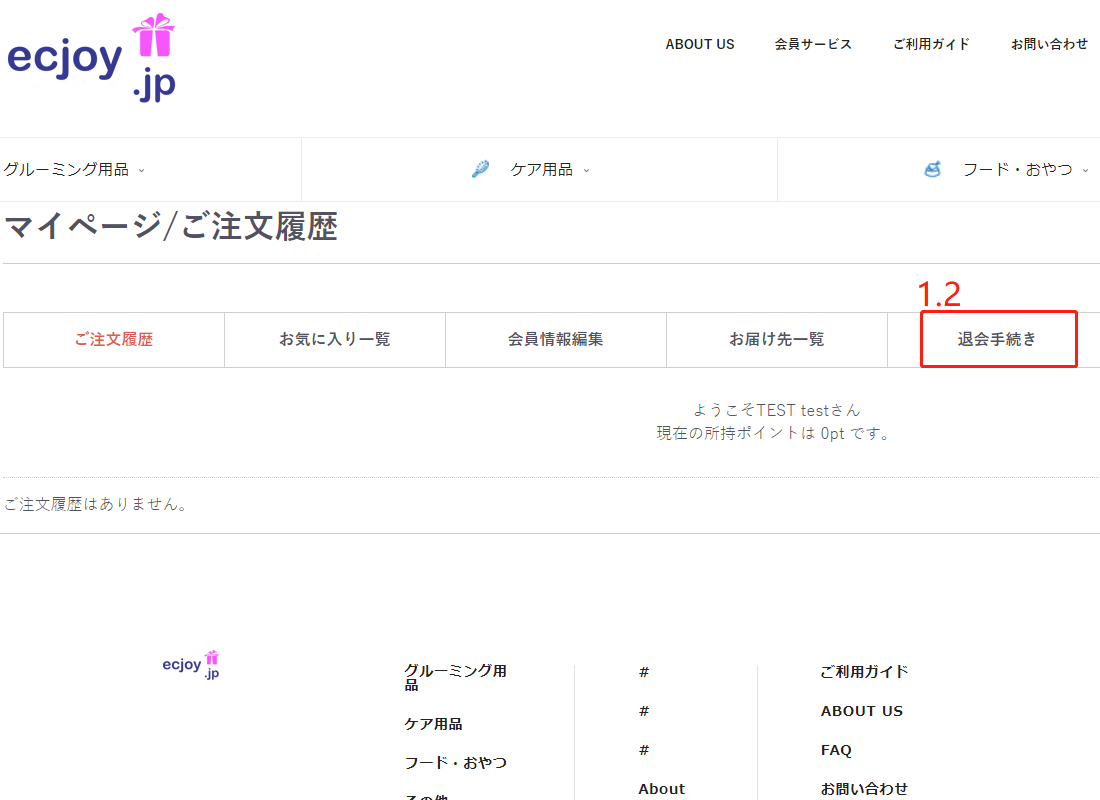 ecjoy
.jp
ABOUT US
会員サービス
ご利用ガイド
お問い合わせ
グルーミング用品
ケア用品
フード・おやつ
マイページ/ご注文履歴
1.2
ご注文履歴
お気に入り一覧
会員情報編集
お届け先一覧
退会手続き
ようこそTEST testさん
現在の所持ポイントは 0pt です。
ご注文履歴はありません。
ecjoy
.jp
グルーミング用
品
ケア用品
フード・おやつ
その他
#
#
#
About
ご利用ガイド
ABOUT US
FAQ
お問い合わせ